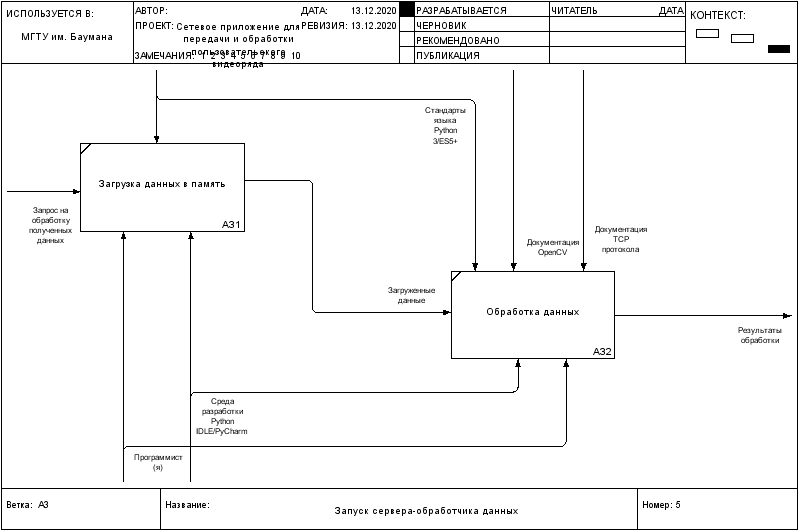 ИСПОЛЬЗУЕТСЯ В:
МГТУ им. Баумана
АВТОР:
ДАТА: 13.12.2020
ПРОЕКТ: Сетевое приложение для
передачи и обработки
пользовательского
видеоряда
РЕВИЗИЯ: 13.12.2020
ЗАМЕЧАНИЯ: 1 2 3 4 5 6 7 8 9 10
РАЗРАБАТЫВАЕТСЯ
ЧЕРНОВИК
РЕКОМЕНДОВАНО
ПУБЛИКАЦИЯ
ЧИТАТЕЛЬ ДАТА
КОНТЕКСТ:
Стандарты
языка
Python
3/ES5+
Загрузка данных в память
A31
Запрос на
обработку
полученных
данных
Документация
OpenCV
Документация
TCP
протокола
Загруженные
данные
Обработка данных
A32
Результаты
обработки
Среда
разработки
Python
IDLE/PyCharm
Программист
(я)
Ветка: A3
Название:
Запуск сервера-обработчика данных
Номер: 5